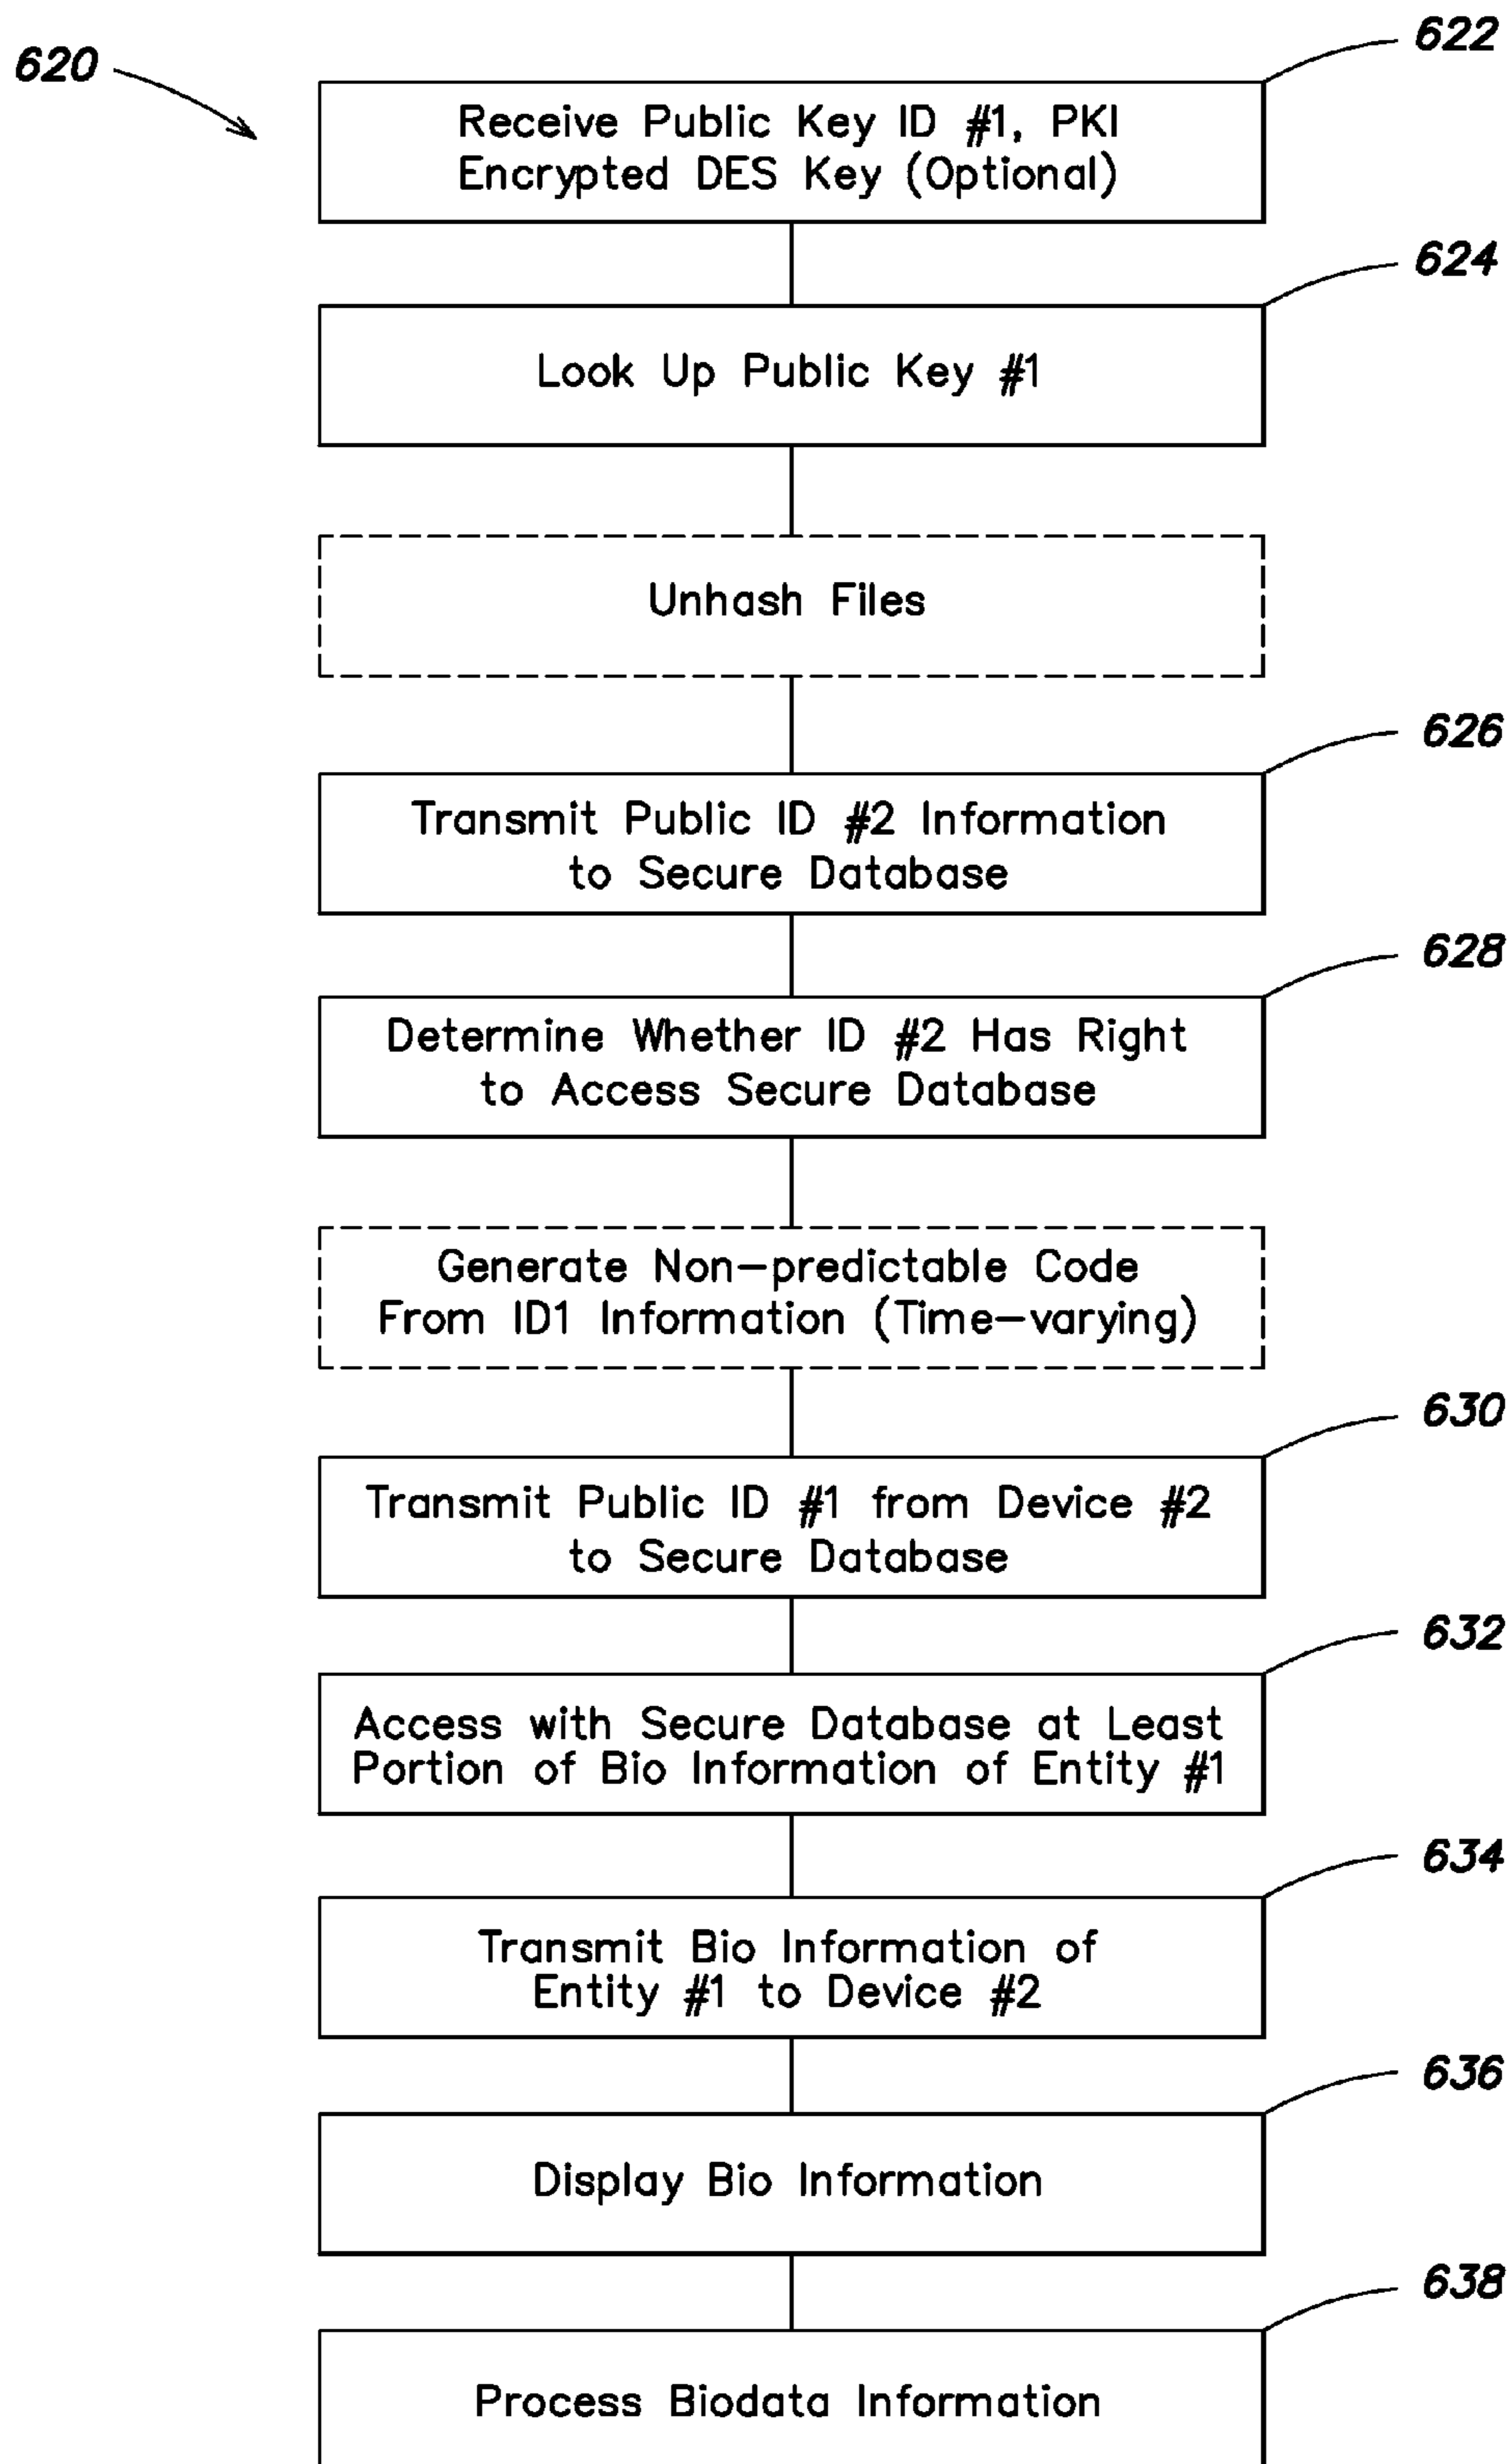 620
622
Receive Public Key ID #1, PKI
Encrypted DES Key (Optional)
624
Look Up Public Key #1
Unhash Files
626
Transmit Public ID #2 Information
to Secure Database
628
Determine Whether ID #2 Has Right
to Access Secure Database
Generate Non-predictable Code
From ID1 Information (Time-varying)
630
Transmit Public ID #1 from Device #2
to Secure Database
632
Access with Secure Database at Least
Portion of Bio Information of Entity #1
634
Transmit Bio Information of
Entity #1 to Device #2
636
Display Bio Information
638
Process Biodata Information